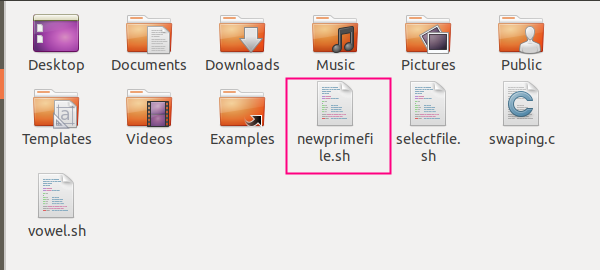 Desktop Documents Downloads Music Pictures Public
Templates Videos Examples newprimefi selectfile. swaping.c
le.sh sh
vowel.sh